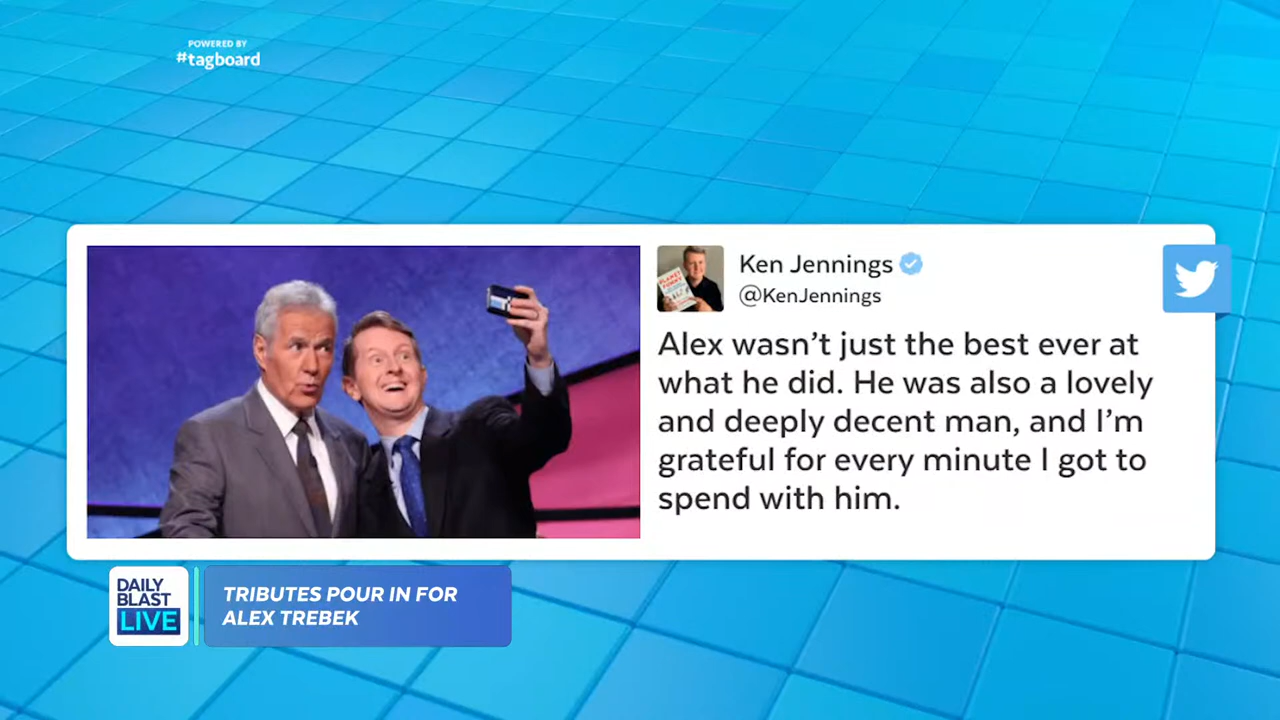 POWERED BY
#tagboard
Ken Jennings
@KenJennings
Alex wasn't just the best ever at
what he did. He was also a lovely
and deeply decent man, and I'm
grateful for every minute I got to
spend with him.
DAILY
BLAST
LIVE
TRIBUTES POUR IN FOR
ALEX TREBEK